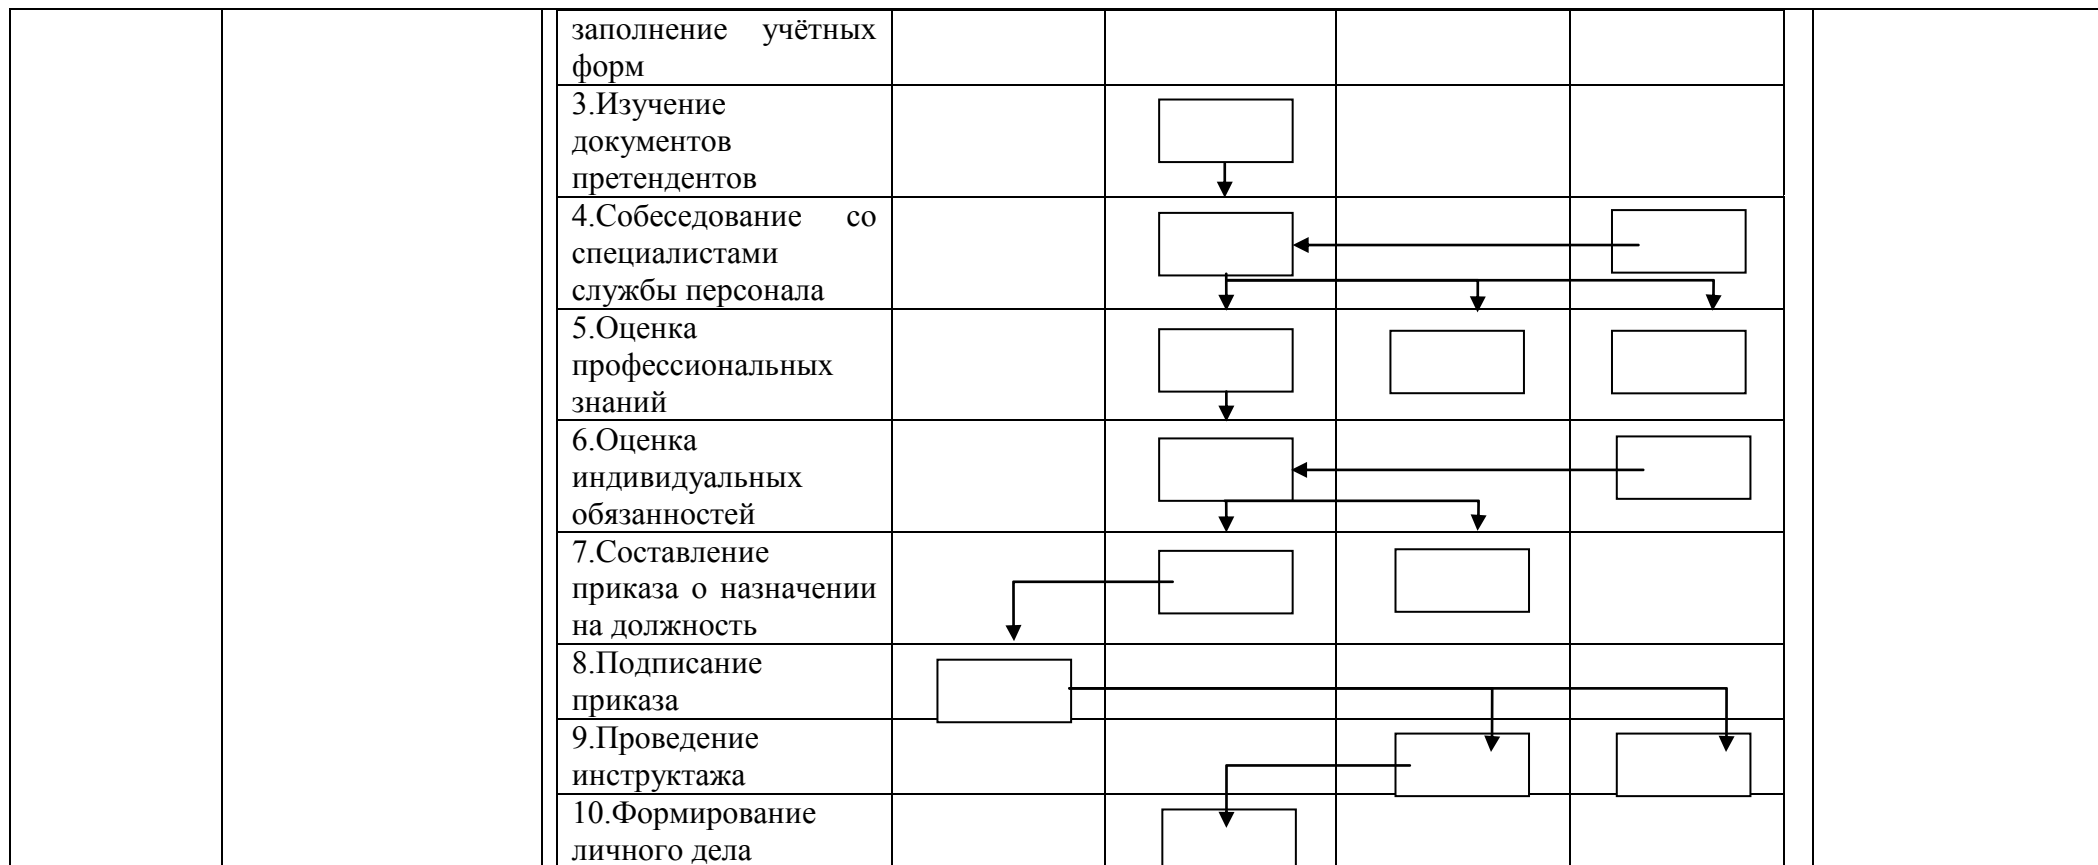 заполнение учётных
форм
3.Изучение
документов
претендентов
4.Собеседование со
специалистами
службы персонала
5.Оценка
профессиональных
знаний
6.Оценка
индивидуальных
обязанностей
7.Составление
приказа о назначении
на должность
8.Подписание
приказа
9.Проведение
инструктажа
10.Формирование
личного дела